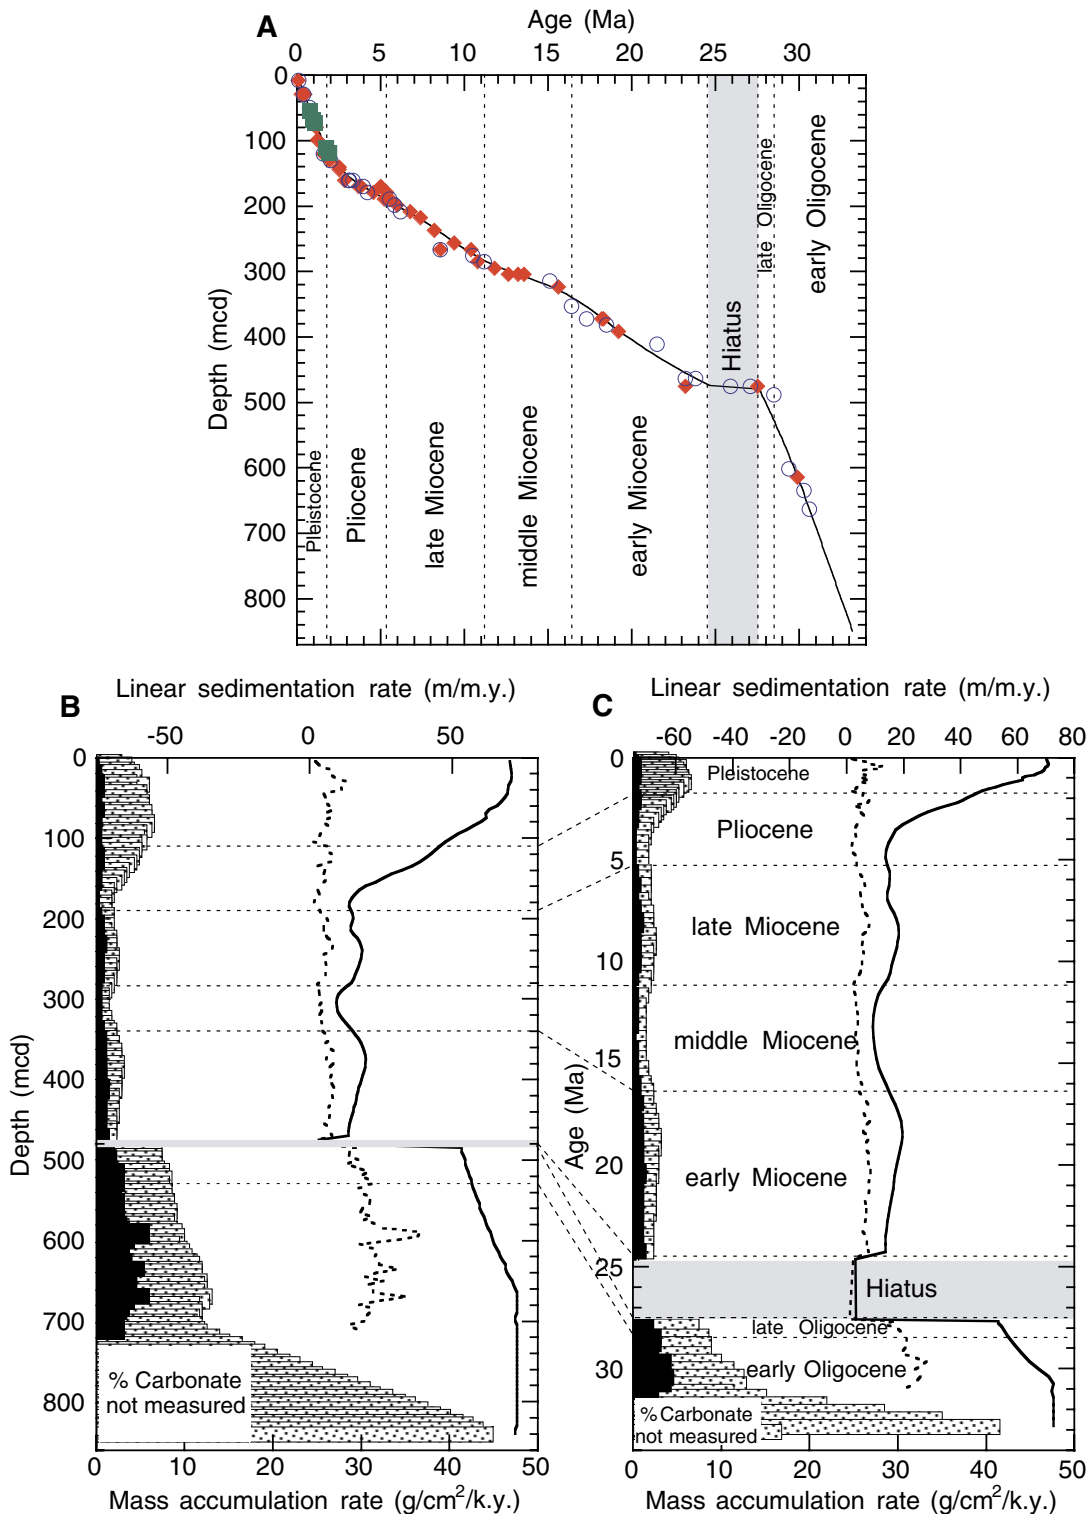 A
Age (Ma)
0 5 10 15 20 25 30
0
100
200
300
400
500
600
700
800
Depth (mcd)
Pleistocene
Pliocene
late Miocene
middle Miocene
early Miocene
Hiatus
late Oligocene
early Oligocene
B
Linear sedimentation rate (m/m.y.)
-50 0 50
0
100
200
300
400
500
600
700
800
Depth (mcd)
% Carbonate
not measured
0 10 20 30 40 50
Mass accumulation rate (g/cm²/k.y.)
C
Linear sedimentation rate (m/m.y.)
-60 -40 -20 0 20 40 60 80
0
5
10
15
20
25
30
Age (Ma)
Pleistocene
Pliocene
late Miocene
middle Miocene
early Miocene
Hiatus
late Oligocene
early Oligocene
% Carbonate
not measured
0 10 20 30 40 50
Mass accumulation rate (g/cm²/k.y.)